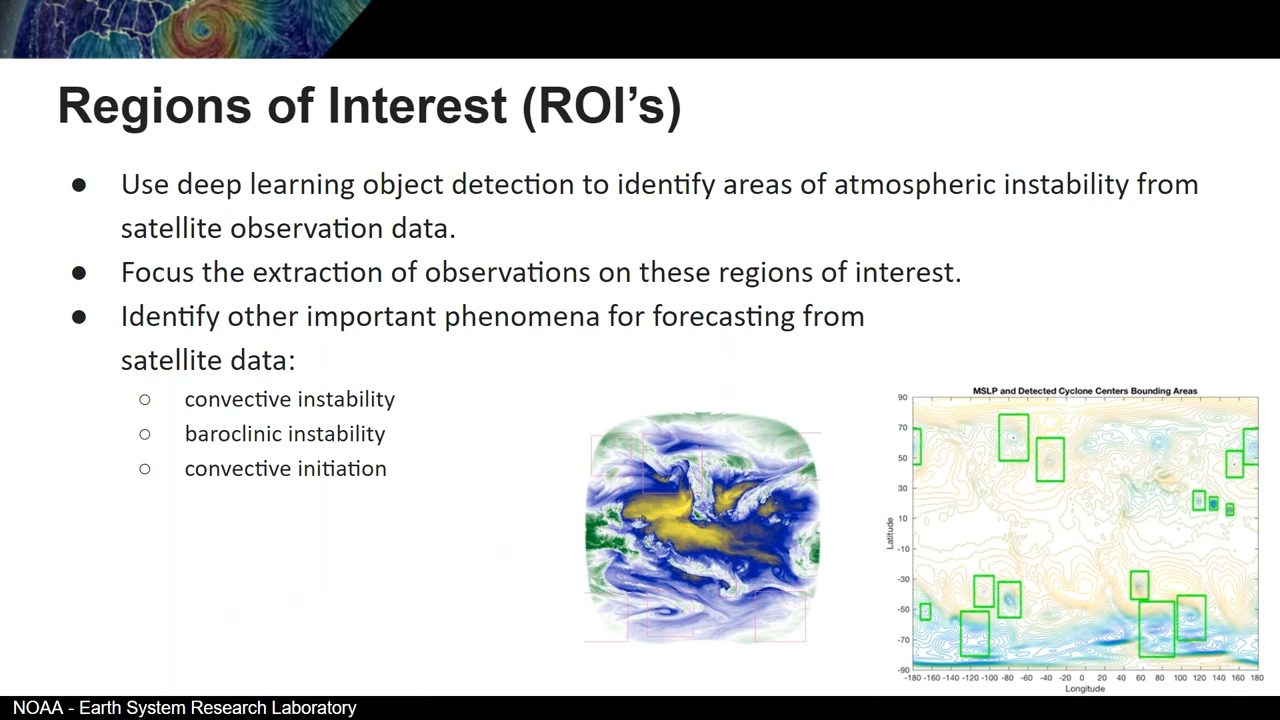 Regions of Interest (ROI's)
● Use deep learning object detection to identify areas of atmospheric instability from
satellite observation data.
● Focus the extraction of observations on these regions of interest.
● Identify other important phenomena for forecasting from
satellite data:
○ convective instability
○ baroclinic instability
○ convective initiation
MSLP and Detected Cyclone Centers Bounding Areas
90
70
50
30
10
-10
-30
-50
-70
-90
Latitude
-180 -160 -140 -120 -100 -80 -60 -40 -20 0 20 40 60 80 100 120 140 160 180
Longitude
NOAA - Earth System Research Laboratory